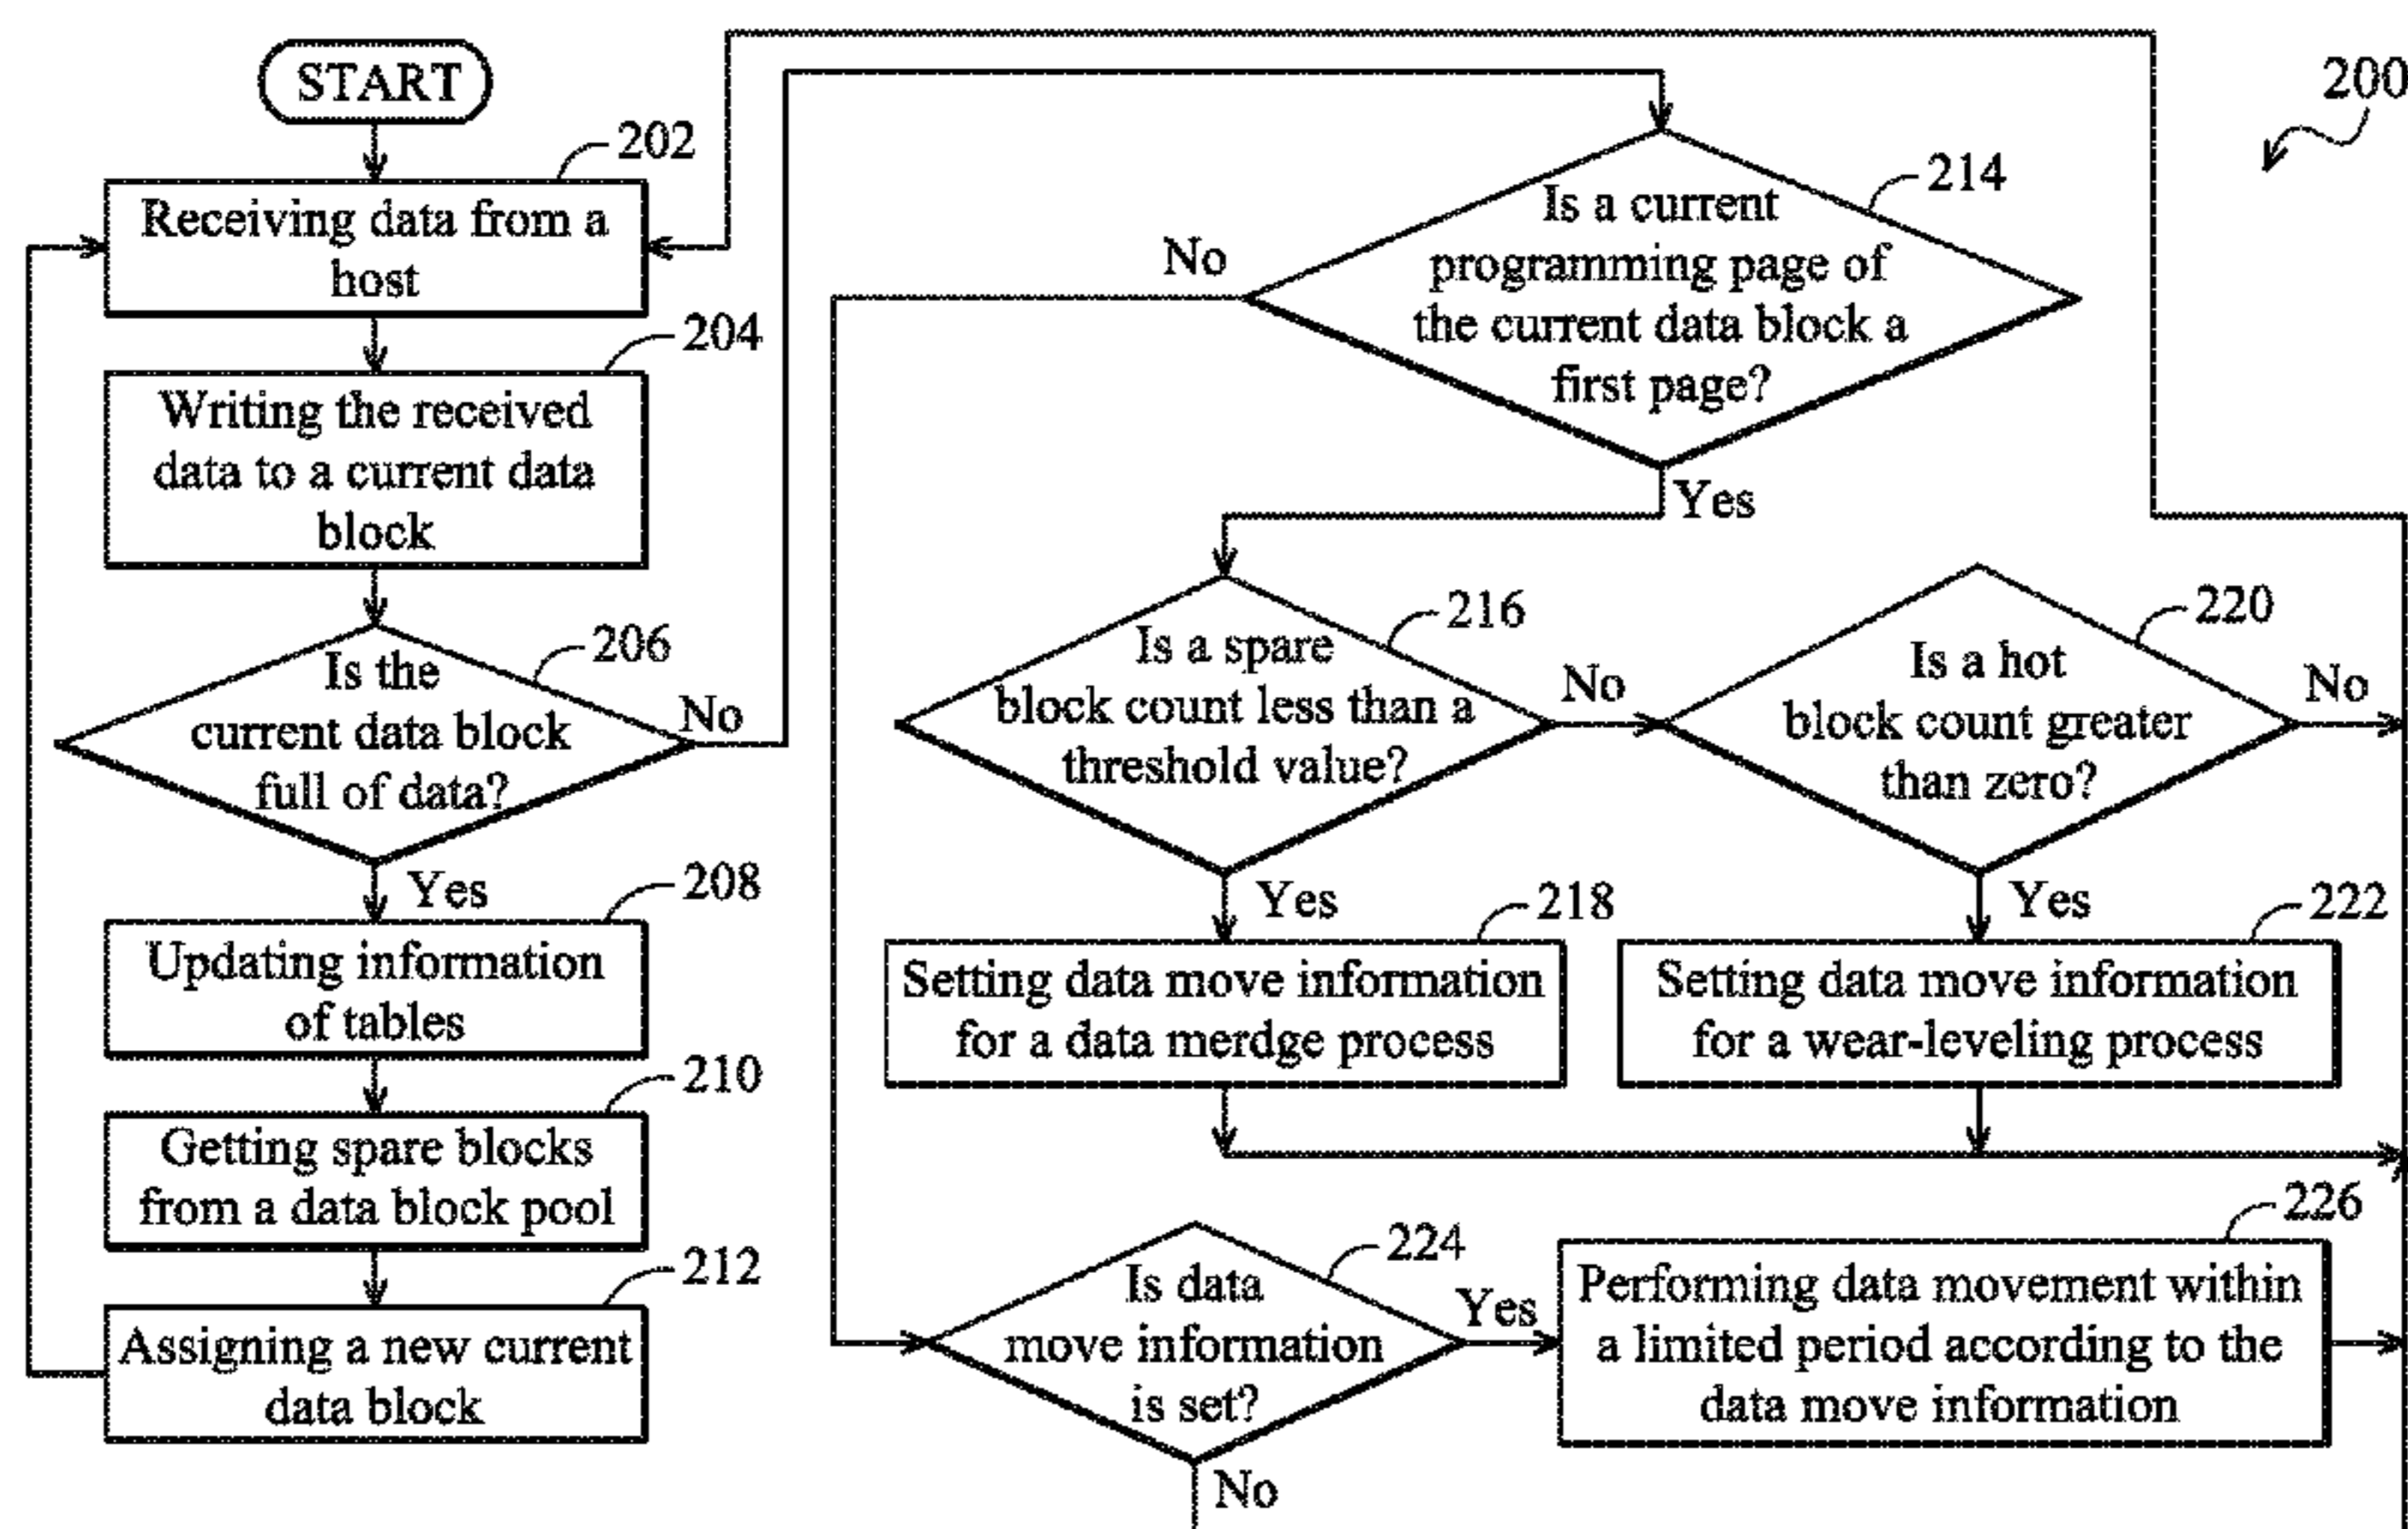 START
200
202
Receiving data from a
host
204
Writing the received
data to a current data
block
206
Is the
current data block
full of data?
No
Yes
208
Updating information
of tables
210
Getting spare blocks
from a data block pool
212
Assigning a new current
data block
214
Is a current
programming page of
the current data block a
first page?
No
Yes
216
Is a spare
block count less than a
threshold value?
No
Yes
218
Setting data move information
for a data merdge process
220
Is a hot
block count greater
than zero?
No
Yes
222
Setting data move information
for a wear-leveling process
224
Is data
move information
is set?
Yes
No
226
Performing data movement within
a limited period according to the
data move information